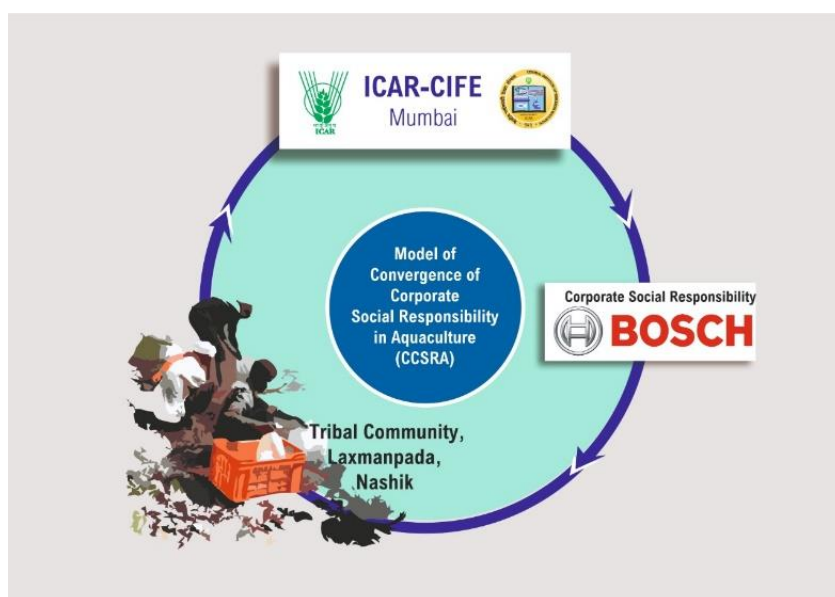 ICAR-CIFE
Mumbai
ICAR
Model of
Convergence of
Corporate
Social Responsibility
in Aquaculture
(CCSRA)
Corporate Social Responsibility
BOSCH
Tribal Community,
Laxmanpada,
Nashik